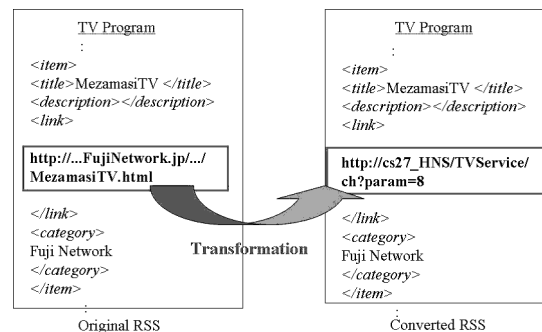 TV Program
:
<item>
<title>MezamasiTV </title>
<description></description>
<link>
http://...FujiNetwork.jp/.../
MezamasiTV.html
</link>
<category>
Fuji Network
</category>
</item>
:
Original RSS
Transformation
TV Program
:
<item>
<title>MezamasiTV </title>
<description></description>
<link>
http://cs27_HNS/TVService/
ch?param=8
</link>
<category>
Fuji Network
</category>
</item>
:
Converted RSS